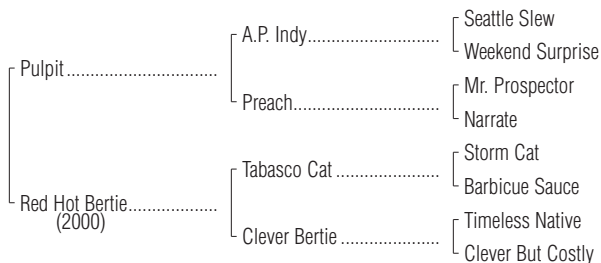 Seattle Slew
A.P. Indy
Weekend Surprise
Pulpit
Mr. Prospector
Preach
Narrate
Storm Cat
Tabasco Cat
Barbicue Sauce
Red Hot Bertie
(2000)
Timeless Native
Clever Bertie
Clever But Costly